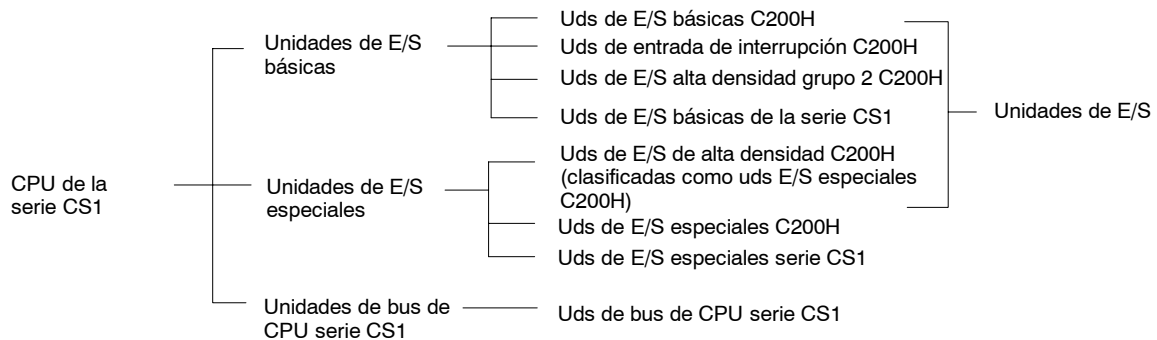 CPU de la
serie CS1
Unidades de E/S
básicas
Uds de E/S básicas C200H
Uds de entrada de interrupción C200H
Uds de E/S alta densidad grupo 2 C200H
Uds de E/S básicas de la serie CS1
Unidades de E/S
especiales
Uds de E/S de alta densidad C200H
(clasificadas como uds E/S especiales
C200H)
Uds de E/S especiales C200H
Uds de E/S especiales serie CS1
Unidades de bus de
CPU serie CS1
Uds de bus de CPU serie CS1
Unidades de E/S